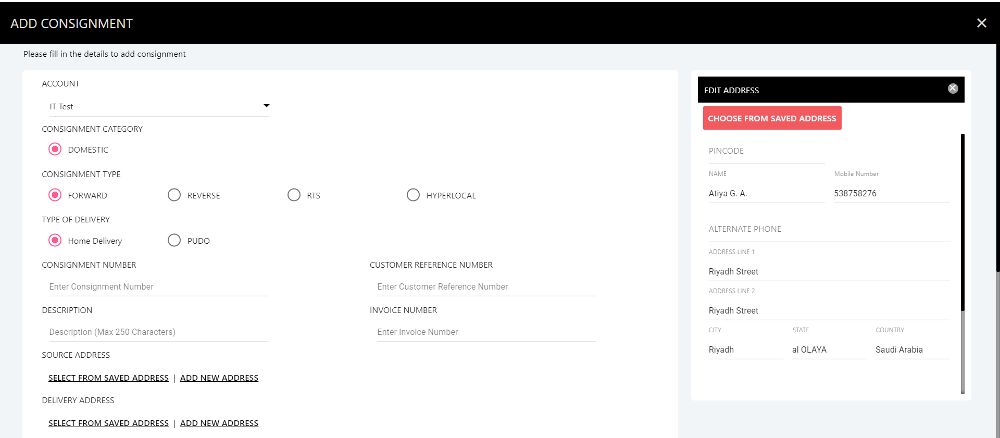 ADD CONSIGNMENT
Please fill in the details to add consignment
ACCOUNT
IT Test
CONSIGNMENT CATEGORY
DOMESTIC
CONSIGNMENT TYPE
FORWARD REVERSE RTS HYPERLOCAL
TYPE OF DELIVERY
Home Delivery PUDO
CONSIGNMENT NUMBER CUSTOMER REFERENCE NUMBER
Enter Consignment Number Enter Customer Reference Number
DESCRIPTION INVOICE NUMBER
Description (Max 250 Characters) Enter Invoice Number
SOURCE ADDRESS
SELECT FROM SAVED ADDRESS | ADD NEW ADDRESS
DELIVERY ADDRESS
SELECT FROM SAVED ADDRESS | ADD NEW ADDRESS
EDIT ADDRESS
CHOOSE FROM SAVED ADDRESS
PINCODE
NAME Mobile Number
Atiya G. A. 538758276
ALTERNATE PHONE
ADDRESS LINE 1
Riyadh Street
ADDRESS LINE 2
Riyadh Street
CITY STATE COUNTRY
Riyadh al OLAYA Saudi Arabia